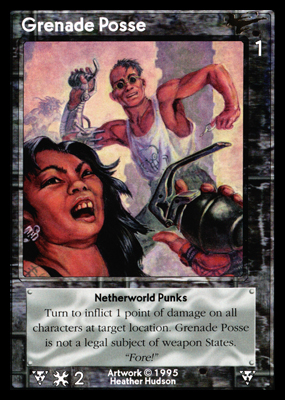 Grenade Posse
1
Netherworld Punks
Turn to inflict 1 point of damage on all
characters at target location. Grenade Posse
is not a legal subject of weapon States.
"Fore!"
2
Artwork © 1995
Heather Hudson